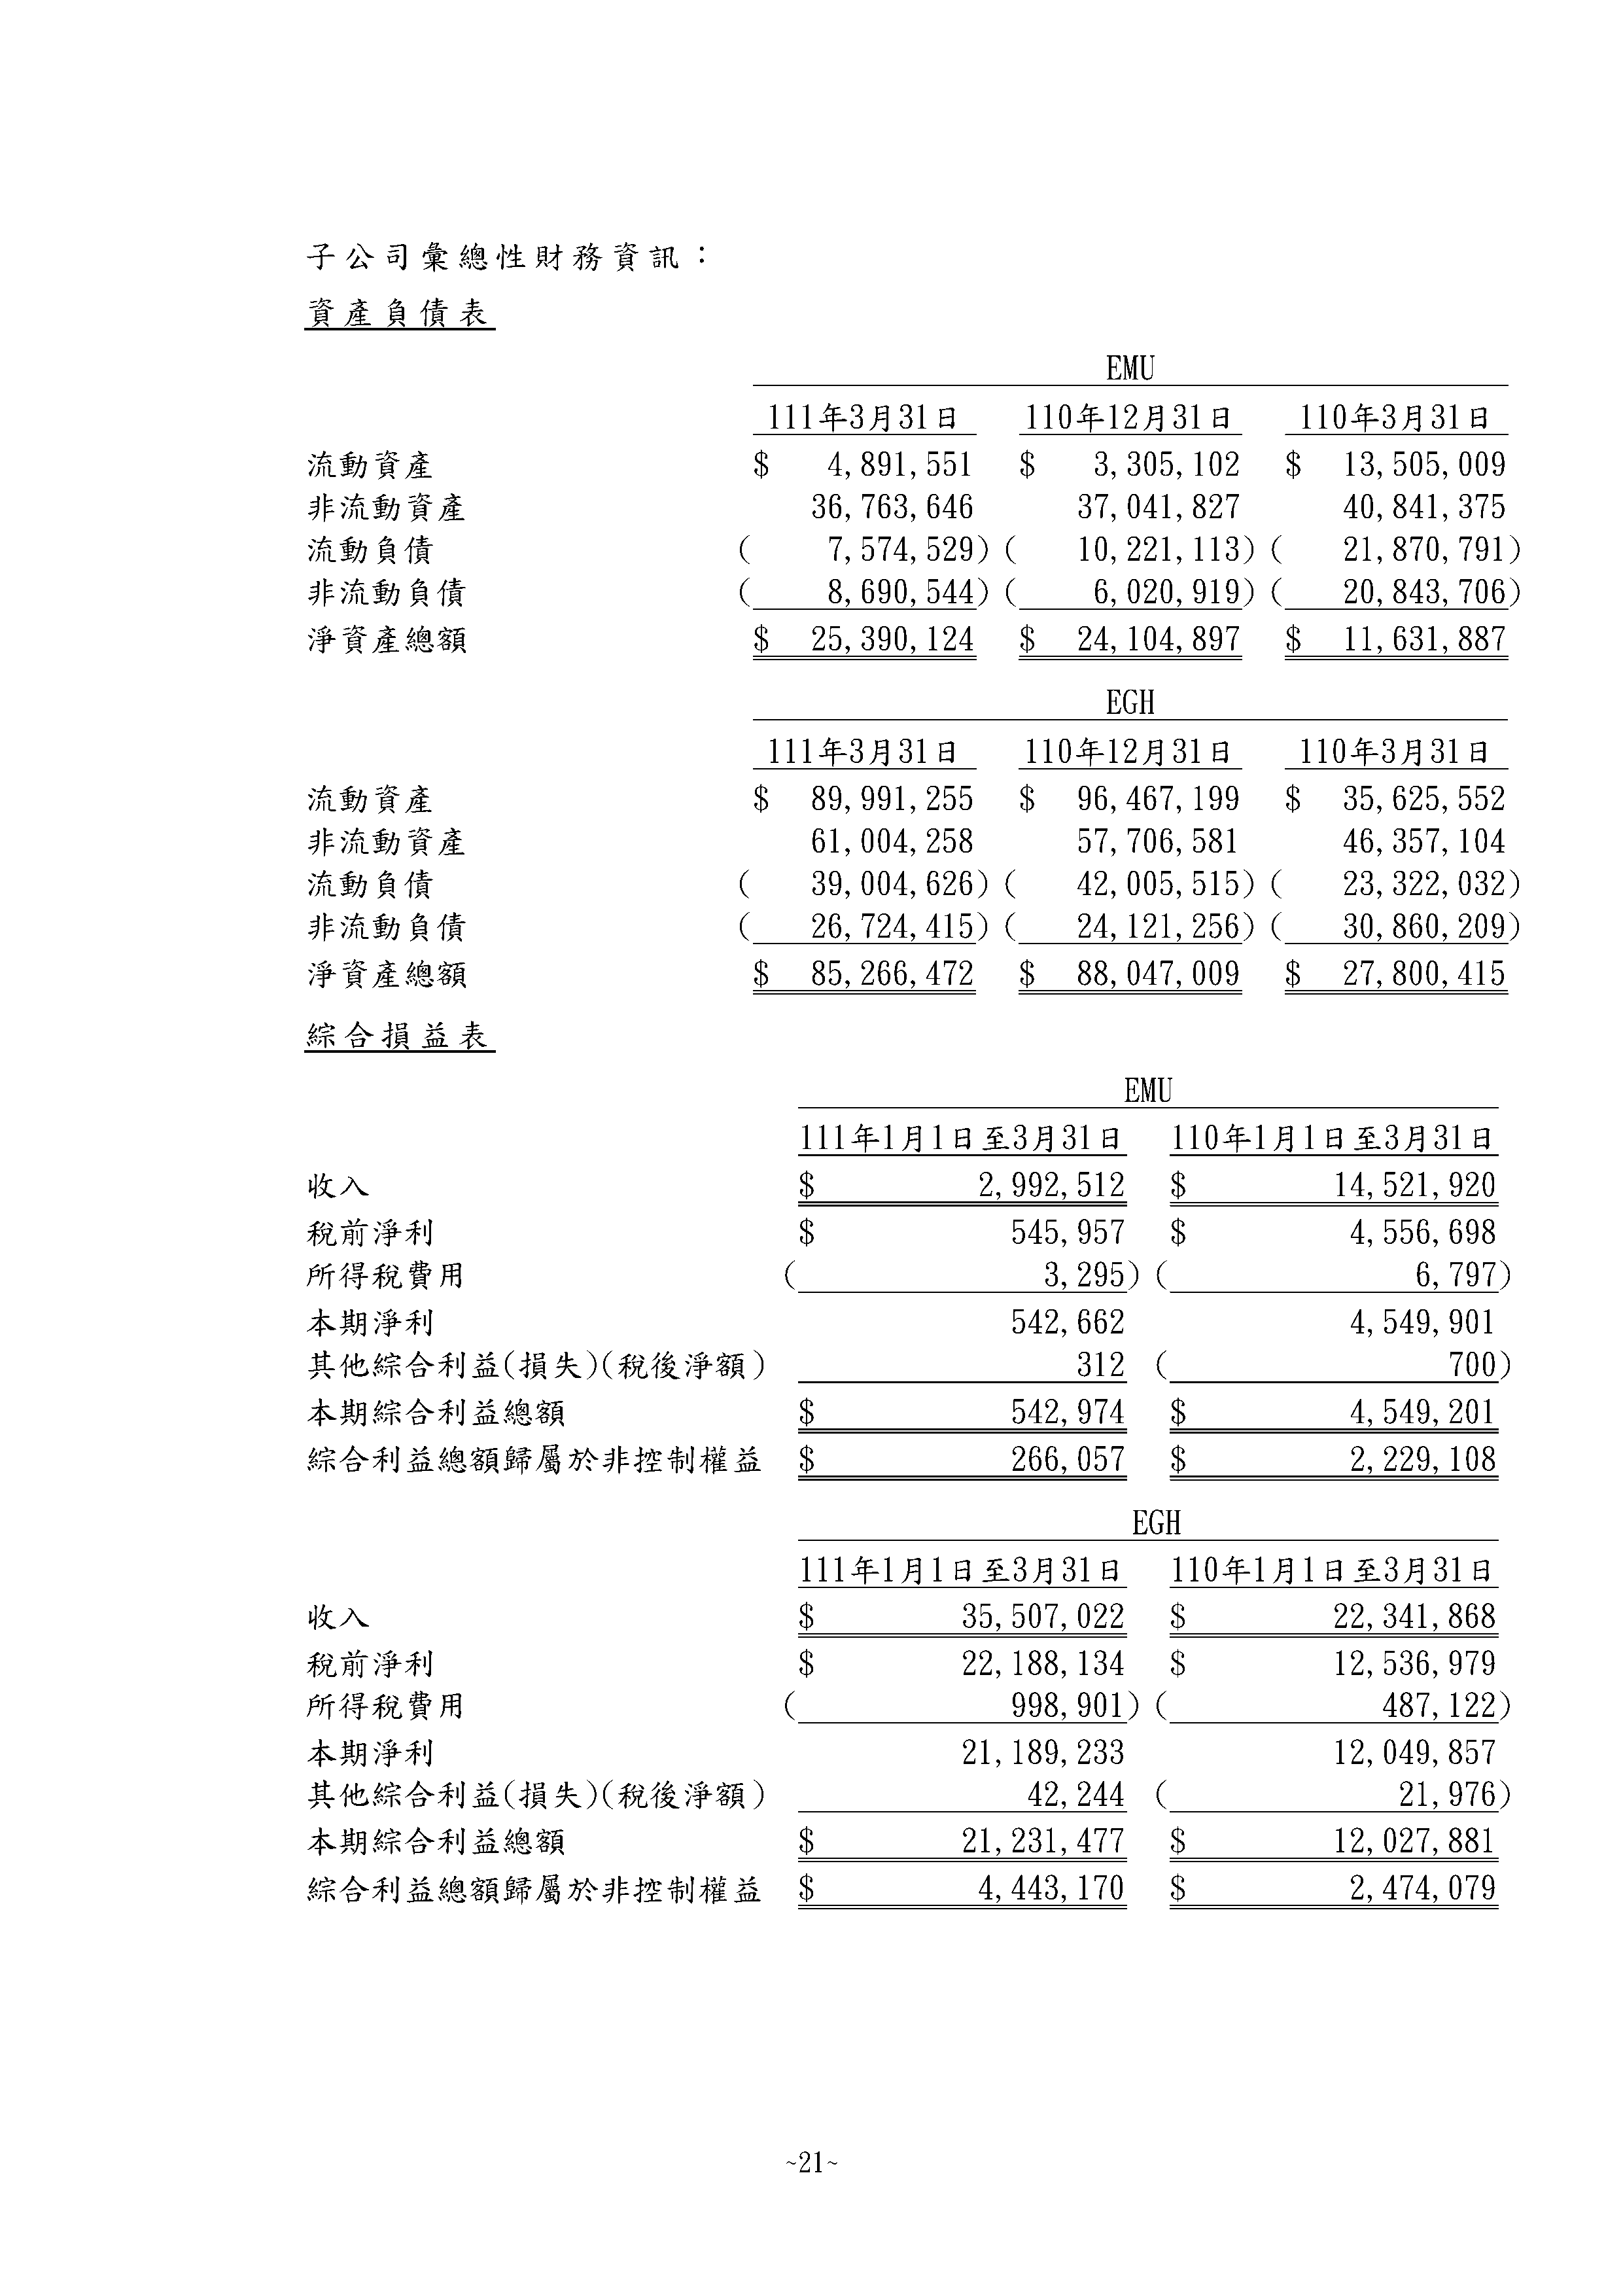 子公司彙總性財務資訊：
資產負債表
EMU
111年3月31日 110年12月31日 110年3月31日
流動資產 $ 4,891,551 $ 3,305,102 $ 13,505,009
非流動資產 36,763,646 37,041,827 40,841,375
流動負債 ( 7,574,529) ( 10,221,113) ( 21,870,791)
非流動負債 ( 8,690,544) ( 6,020,919) ( 20,843,706)
淨資產總額 $ 25,390,124 $ 24,104,897 $ 11,631,887
EGH
111年3月31日 110年12月31日 110年3月31日
流動資產 $ 89,991,255 $ 96,467,199 $ 35,625,552
非流動資產 61,004,258 57,706,581 46,357,104
流動負債 ( 39,004,626) ( 42,005,515) ( 23,322,032)
非流動負債 ( 26,724,415) ( 24,121,256) ( 30,860,209)
淨資產總額 $ 85,266,472 $ 88,047,009 $ 27,800,415
綜合損益表
EMU
111年1月1日至3月31日 110年1月1日至3月31日
收入 $ 2,992,512 $ 14,521,920
稅前淨利 $ 545,957 $ 4,556,698
所得稅費用 ( 3,295) ( 6,797)
本期淨利 542,662 4,549,901
其他綜合利益(損失)(稅後淨額) 312 ( 700)
本期綜合利益總額 $ 542,974 $ 4,549,201
綜合利益總額歸屬於非控制權益 $ 266,057 $ 2,229,108
EGH
111年1月1日至3月31日 110年1月1日至3月31日
收入 $ 35,507,022 $ 22,341,868
稅前淨利 $ 22,188,134 $ 12,536,979
所得稅費用 ( 998,901) ( 487,122)
本期淨利 21,189,233 12,049,857
其他綜合利益(損失)(稅後淨額) 42,244 ( 21,976)
本期綜合利益總額 $ 21,231,477 $ 12,027,881
綜合利益總額歸屬於非控制權益 $ 4,443,170 $ 2,474,079
~21~